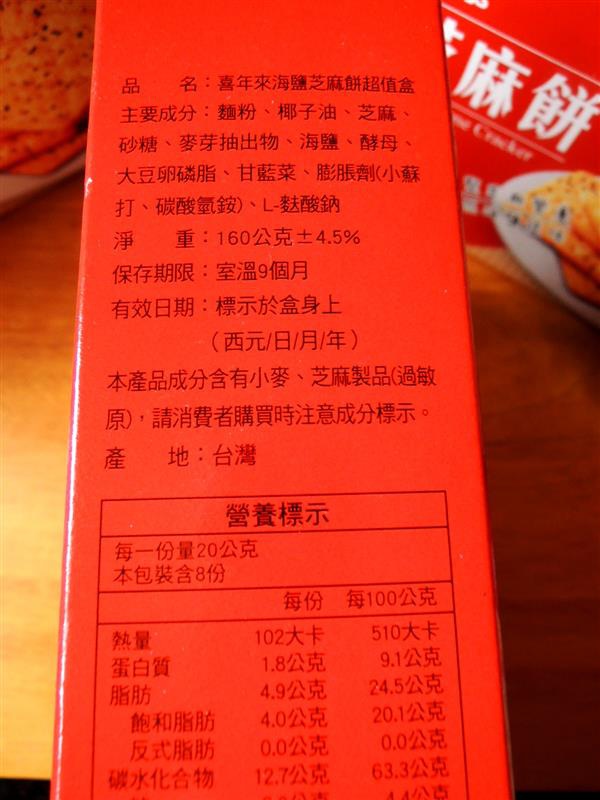 品　　名：喜年來海鹽芝麻餅超值盒
主要成分：麵粉、椰子油、芝麻、
砂糖、麥芽抽出物、海鹽、酵母、
大豆卵磷脂、甘藍菜、膨脹劑(小蘇
打、碳酸氫銨)、L-麩酸鈉
淨　　重：160公克±4.5%
保存期限：室溫9個月
有效日期：標示於盒身上
（西元/日/月/年）
本產品成分含有小麥、芝麻製品(過敏
原)，請消費者購買時注意成分標示。
產　　地：台灣
營養標示
每一份量20公克
本包裝含8份
每份　每100公克
熱量　102大卡　510大卡
蛋白質　1.8公克　9.1公克
脂肪　4.9公克　24.5公克
飽和脂肪　4.0公克　20.1公克
反式脂肪　0.0公克　0.0公克
碳水化合物　12.7公克　63.3公克
4.4公克
芝麻餅
Cracker